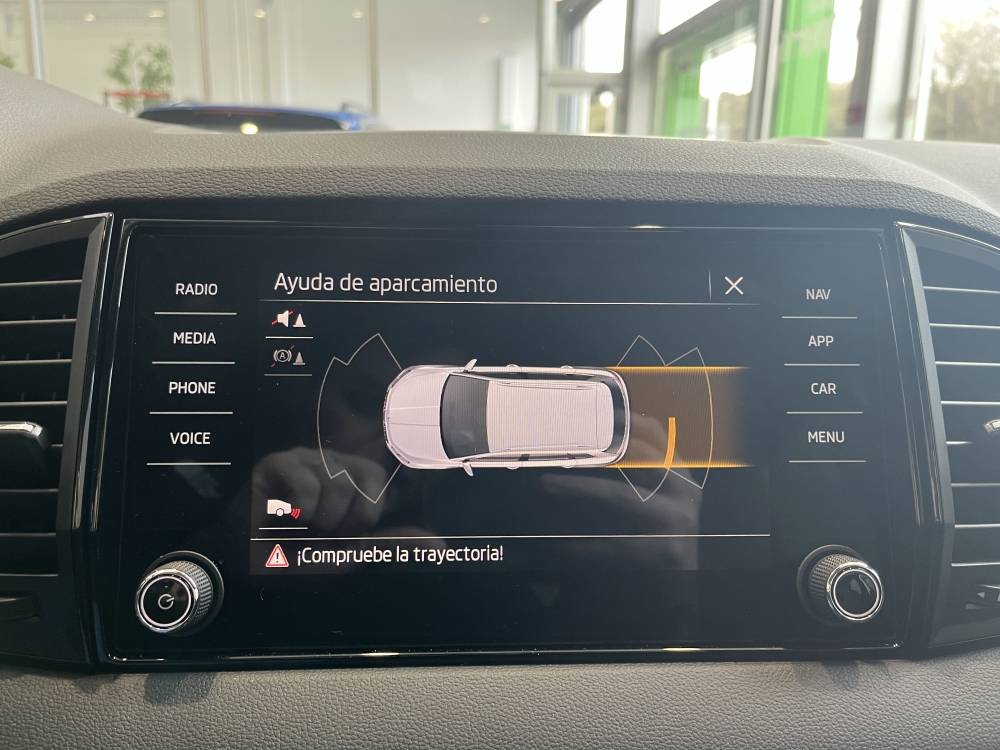 Ayuda de aparcamiento
RADIO
MEDIA
PHONE
VOICE
NAV
APP
CAR
MENU
¡Compruebe la trayectoria!